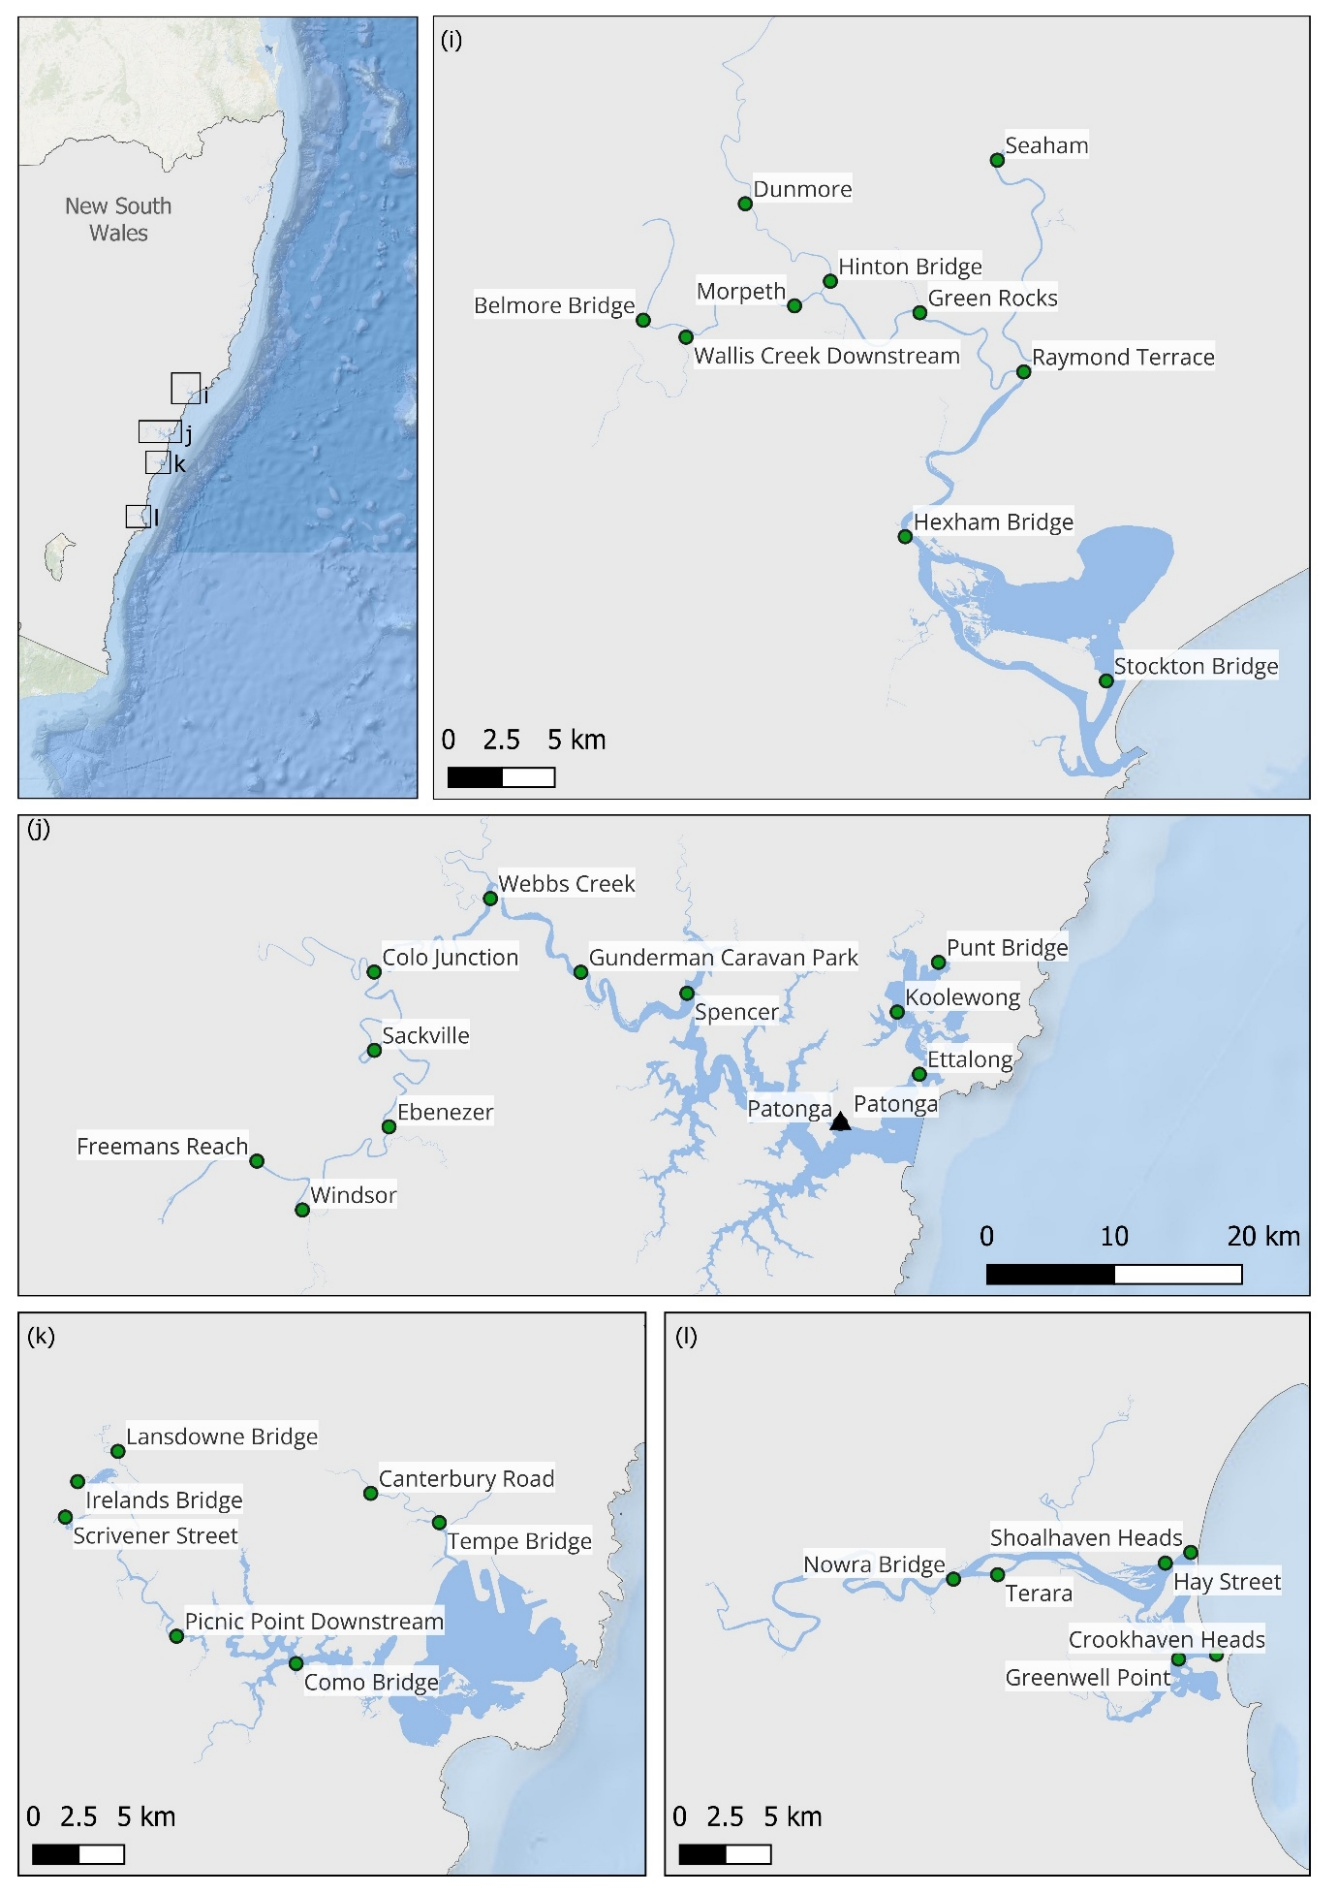 New South
Wales
i
j
k
l
(i)
Seaham
Dunmore
Hinton Bridge
Morpeth
Green Rocks
Belmore Bridge
Wallis Creek Downstream
Raymond Terrace
Hexham Bridge
Stockton Bridge
0 2.5 5 km
(j)
Webbs Creek
Colo Junction
Gunderman Caravan Park
Punt Bridge
Koolewong
Spencer
Sackville
Ettalong
Ebenezer
Patonga
Patonga
Freemans Reach
Windsor
0 10 20 km
(k)
Lansdowne Bridge
Canterbury Road
Irelands Bridge
Scrivener Street
Tempe Bridge
Picnic Point Downstream
Como Bridge
0 2.5 5 km
(l)
Shoalhaven Heads
Nowra Bridge
Hay Street
Terara
Crookhaven Heads
Greenwell Point
0 2.5 5 km